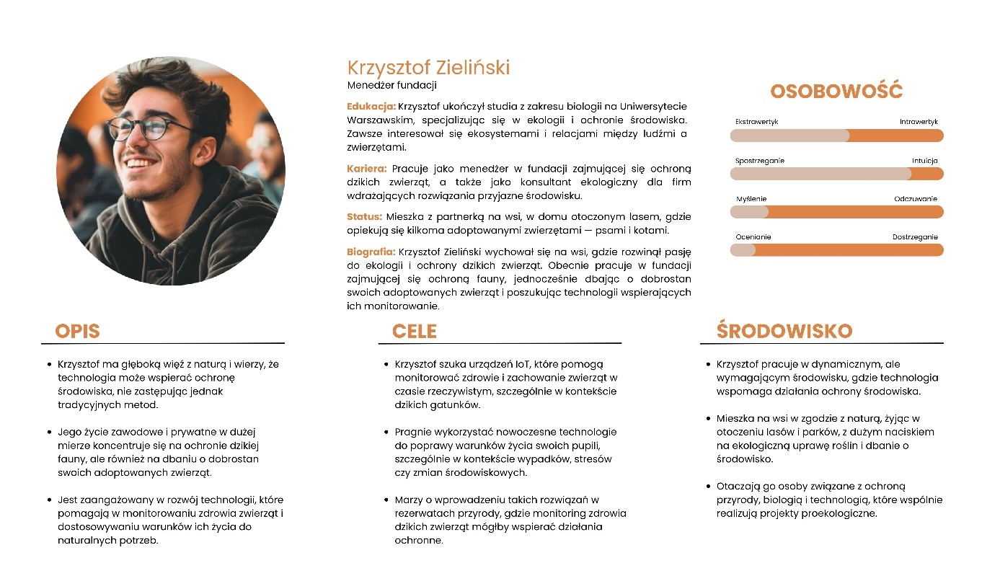 Krzysztof Zieliński
Menedżer fundacji
Edukacja: Krzysztof ukończył studia z zakresu biologii na Uniwersytecie
Warszawskim, specjalizując się w ekologii i ochronie środowiska.
Zawsze interesował się ekosystemami i relacjami między ludźmi a
zwierzętami.
Kariera: Pracuje jako menedżer w fundacji zajmującej się ochroną
dzikich zwierząt, a także jako konsultant ekologiczny dla firm
wdrażających rozwiązania przyjazne środowisku.
Status: Mieszka z partnerką na wsi, w domu otoczonym lasem, gdzie
opiekują się kilkoma adoptowanymi zwierzętami — psami i kotami.
Biografia: Krzysztof Zieliński wychował się na wsi, gdzie rozwinął pasję
do ekologii i ochrony dzikich zwierząt. Obecnie pracuje w fundacji
zajmującej się ochroną fauny, jednocześnie dbając o dobrostan
swoich adoptowanych zwierząt i poszukując technologii wspierających
ich monitorowanie.
OSOBOWOŚĆ
Ekstrawertyk Introwertyk
Spostrzeganie Intuicja
Myślenie Odczuwanie
Ocenianie Dostrzeganie
OPIS
Krzysztof ma głęboką więź z naturą i wierzy, że
technologia może wspierać ochronę
środowiska, nie zastępując jednak
tradycyjnych metod.
Jego życie zawodowe i prywatne w dużej
mierze koncentruje się na ochronie dzikiej
fauny, ale również na dbaniu o dobrostan
swoich adoptowanych zwierząt.
Jest zaangażowany w rozwój technologii, które
pomagają w monitorowaniu zdrowia zwierząt i
dostosowywaniu warunków ich życia do
naturalnych potrzeb.
CELE
Krzysztof szuka urządzeń IoT, które pomogą
monitorować zdrowie i zachowanie zwierząt w
czasie rzeczywistym, szczególnie w kontekście
dzikich gatunków.
Pragnie wykorzystać nowoczesne technologie
do poprawy warunków życia swoich pupili,
szczególnie w kontekście wypadków, stresów
czy zmian środowiskowych.
Marzy o wprowadzeniu takich rozwiązań w
rezerwatach przyrody, gdzie monitoring zdrowia
dzikich zwierząt mógłby wspierać działania
ochronne.
ŚRODOWISKO
Krzysztof pracuje w dynamicznym, ale
wymagającym środowisku, gdzie technologia
wspomaga działania ochrony środowiska.
Mieszka na wsi w zgodzie z naturą, żyjąc w
otoczeniu lasów i parków, z dużym naciskiem
na ekologiczną uprawę roślin i dbanie o
środowisko.
Otaczają go osoby związane z ochroną
przyrody, biologią i technologią, które wspólnie
realizują projekty proekologiczne.